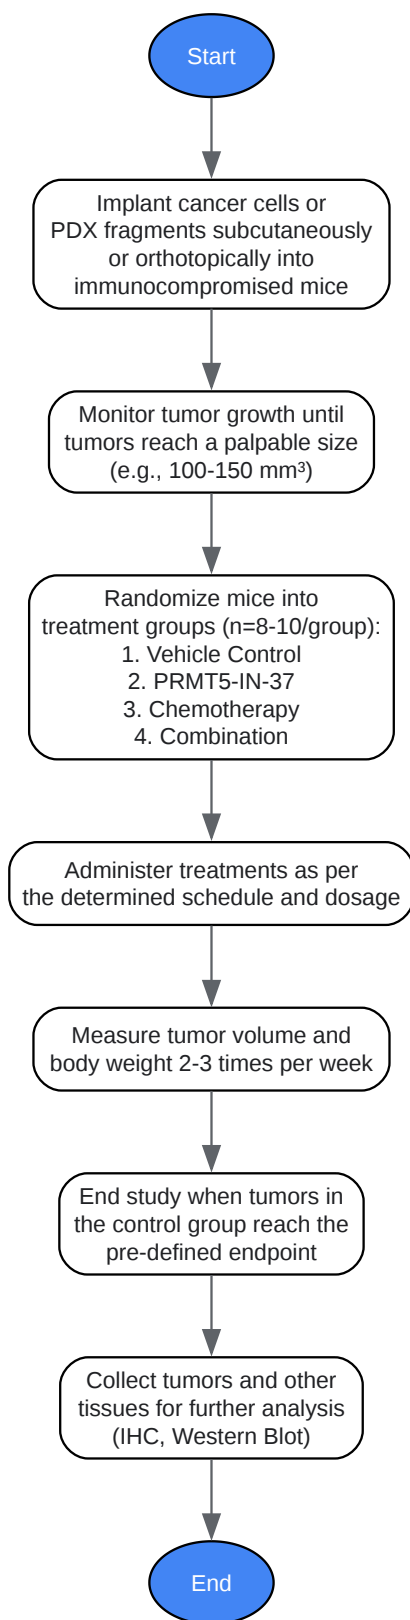 Start
Implant cancer cells or
PDX fragments subcutaneously
or orthotopically into
immunocompromised mice
Monitor tumor growth until
tumors reach a palpable size
(e.g., 100-150 mm³)
Randomize mice into
treatment groups (n=8-10/group):
1. Vehicle Control
2. PRMT5-IN-37
3. Chemotherapy
4. Combination
Administer treatments as per
the determined schedule and dosage
Measure tumor volume and
body weight 2-3 times per week
End study when tumors in
the control group reach the
pre-defined endpoint
Collect tumors and other
tissues for further analysis
(IHC, Western Blot)
End